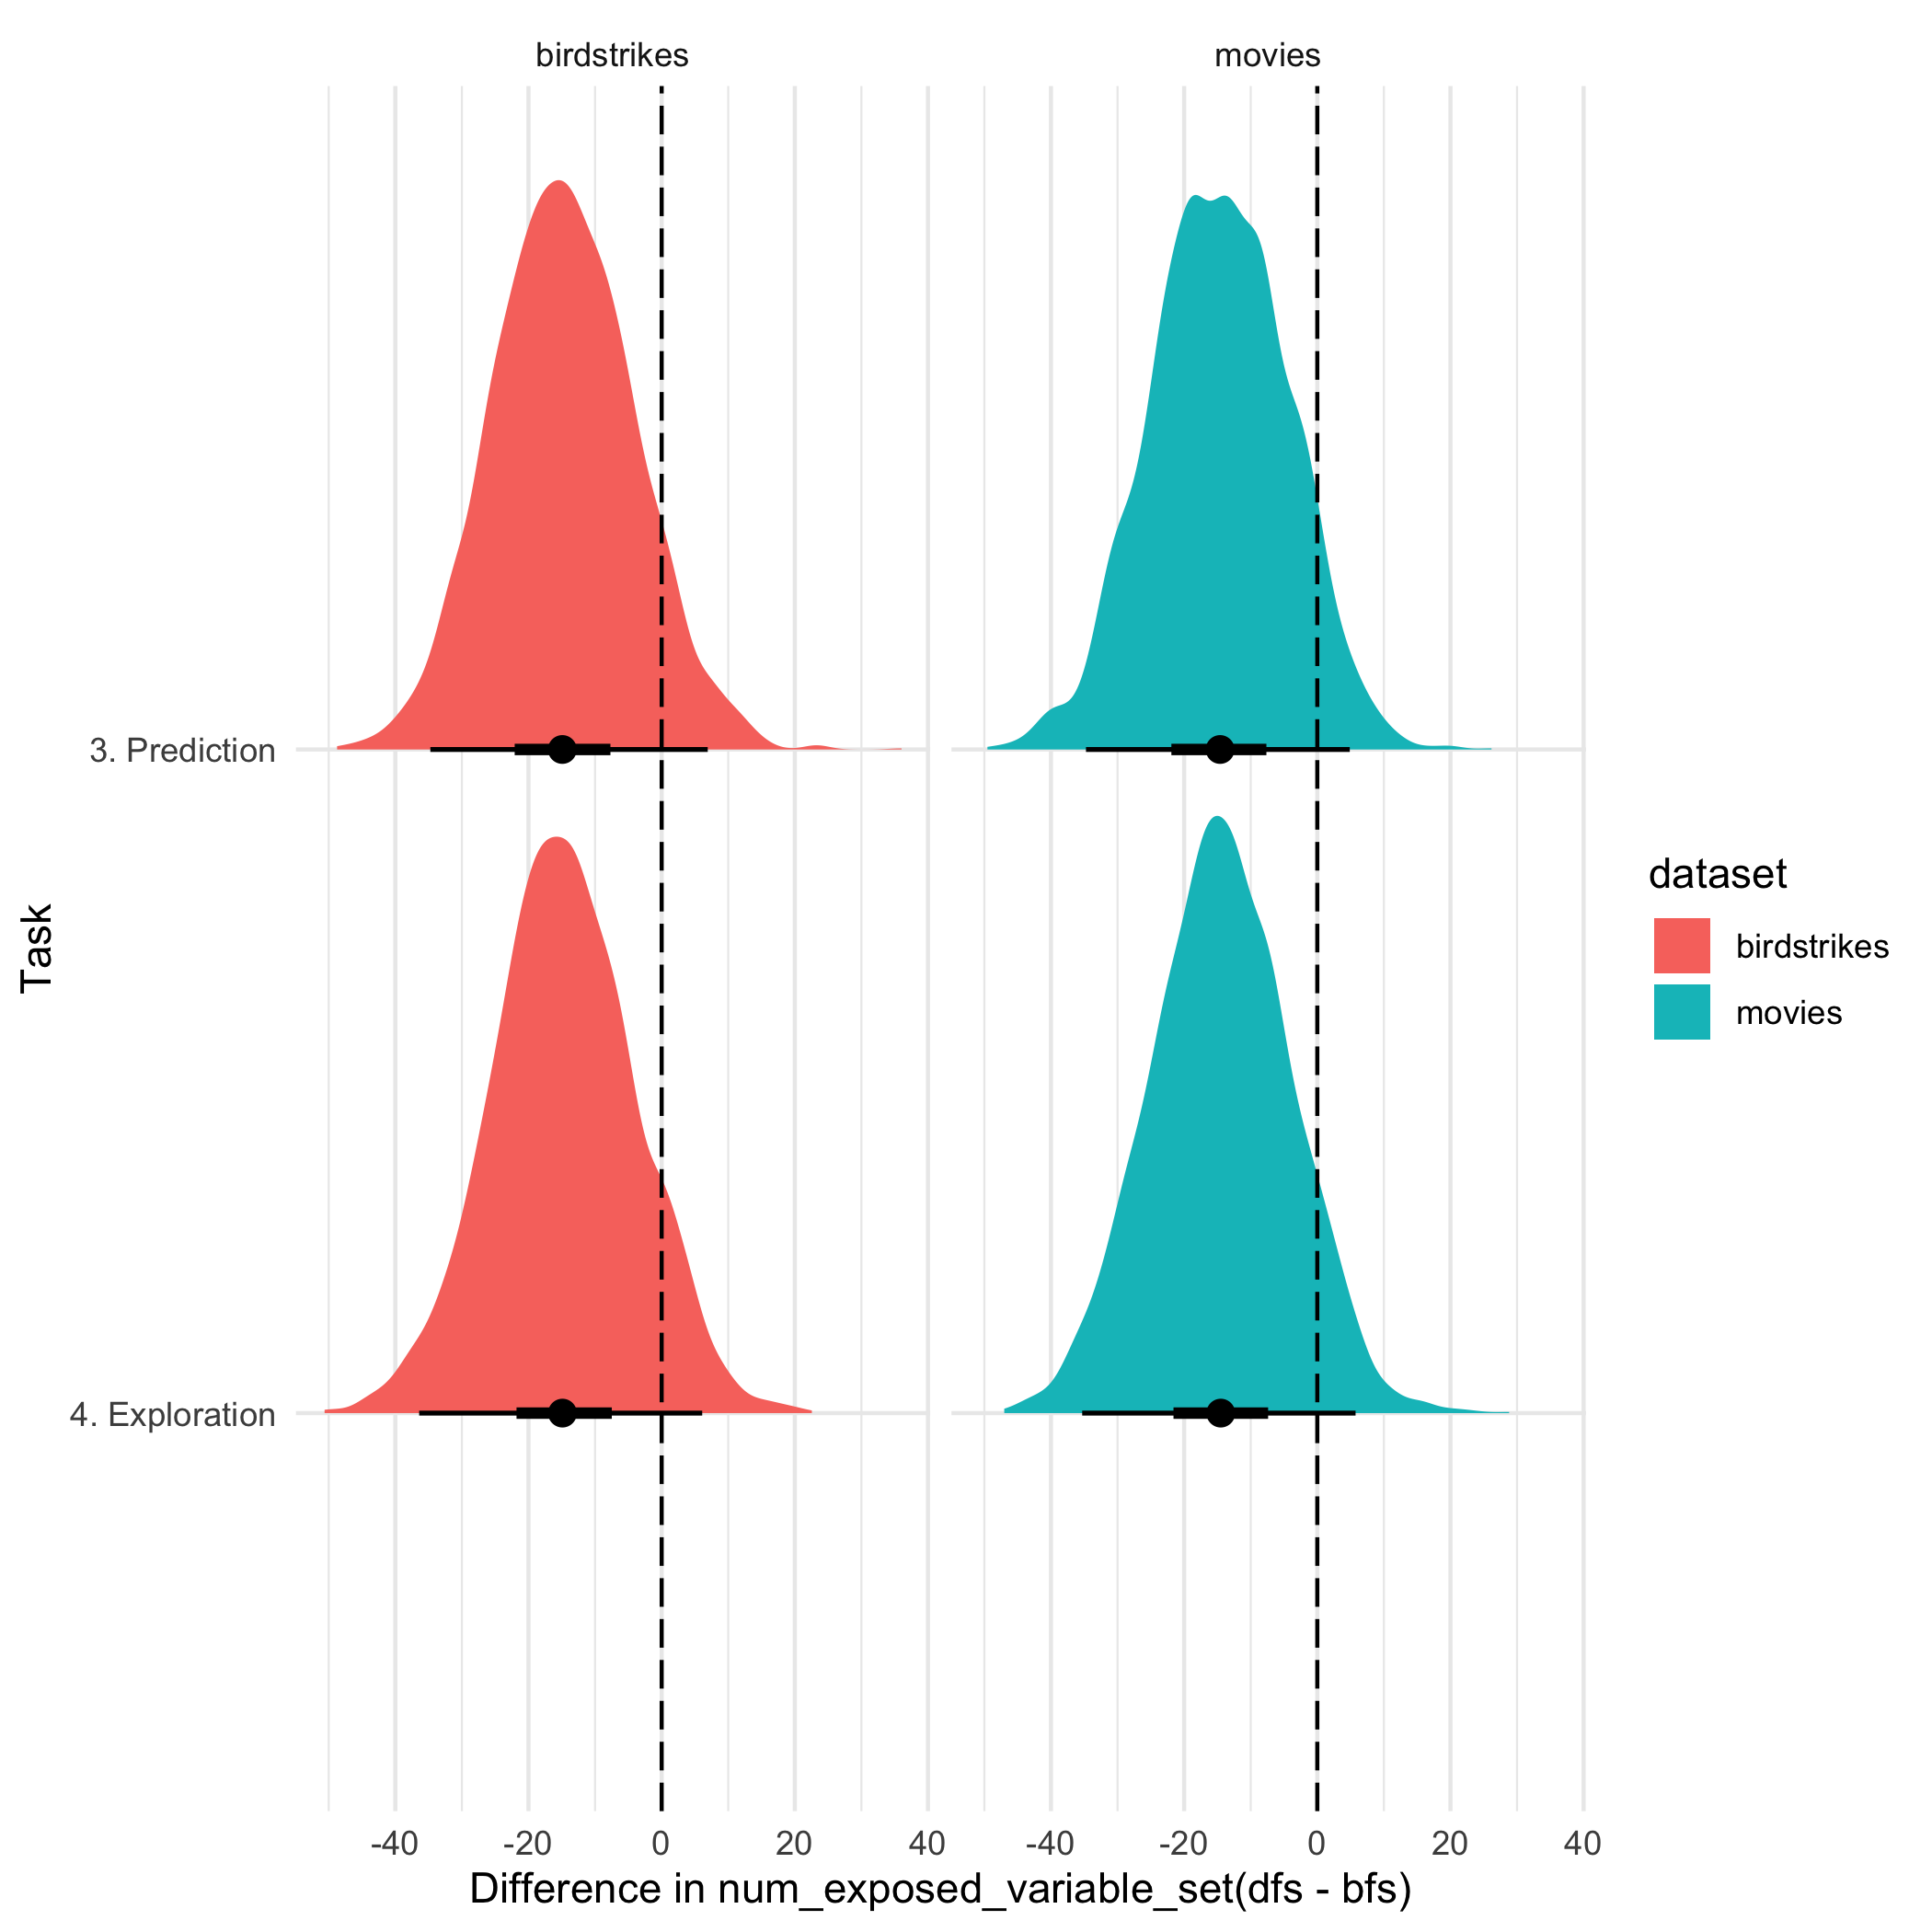 birdstrikes movies
3. Prediction
4. Exploration
Task
dataset
birdstrikes
movies
-40 -20 0 20 40 -40 -20 0 20 40
Difference in num_exposed_variable_set(dfs - bfs)